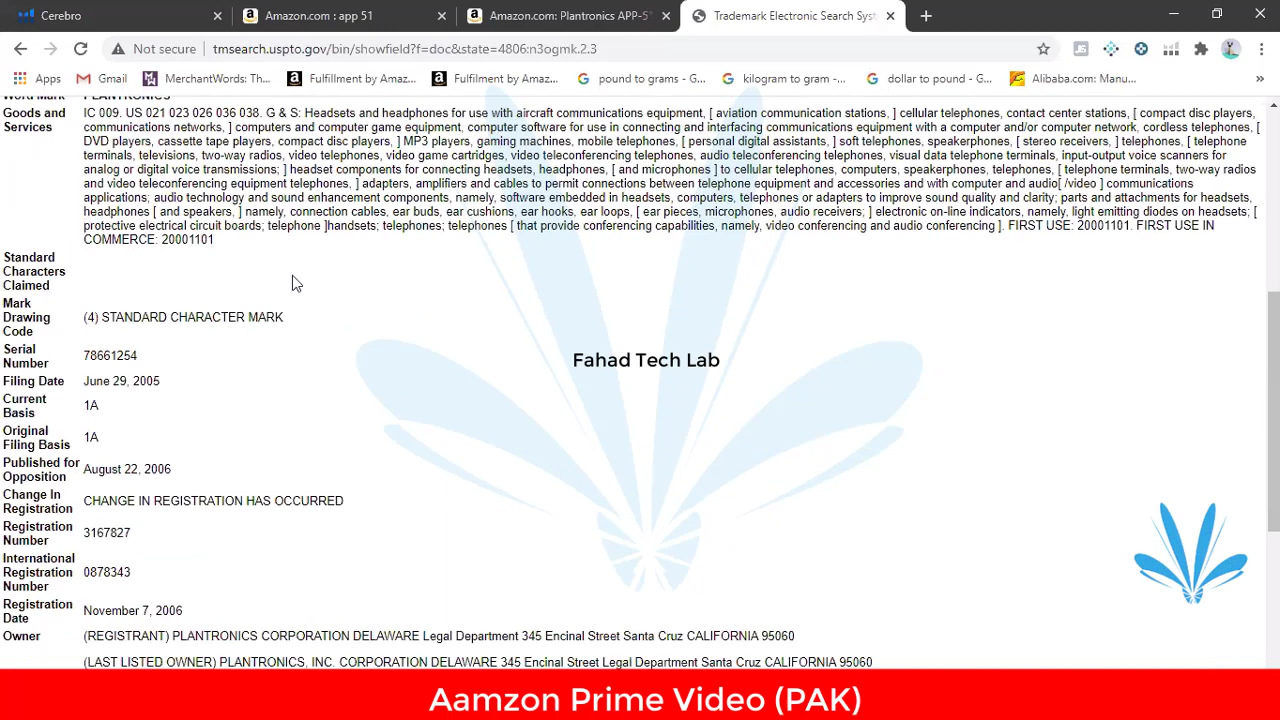 Cerebro
Amazon.com : app 51
Amazon.com: Plantronics APP-5
Trademark Electronic Search Syst
Not secure
tmsearch.uspto.gov/bin/showfield?f=doc&state=4806:n3ogmk.2.3
Apps
Gmail
MerchantWords: Th...
Fulfillment by Amaz...
Fulfilment by Amaz...
pound to grams - G...
kilogram to gram -...
dollar to pound - G...
Alibaba.com: Manu...
»
Word Mark PLANTRONICS
Goods and Services
IC 009. US 021 023 026 036 038. G & S: Headsets and headphones for use with aircraft communications equipment, [ aviation communication stations, ] cellular telephones, contact center stations, [ compact disc players,
communications networks, ] computers and computer game equipment, computer software for use in connecting and interfacing communications equipment with a computer and/or computer network, cordless telephones, [
DVD players, cassette tape players, compact disc players, ] MP3 players, gaming machines, mobile telephones, [ personal digital assistants, ] soft telephones, speakerphones, [ stereo receivers, ] telephones, [ telephone
terminals, televisions, two-way radios, video telephones, video game cartridges, video teleconferencing telephones, audio teleconferencing telephones, visual data telephone terminals, input-output voice scanners for
analog or digital voice transmissions; ] headset components for connecting headsets, headphones, [ and microphones ] to cellular telephones, computers, speakerphones, telephones, [ telephone terminals, two-way radios
and video teleconferencing equipment telephones, ] adapters, amplifiers and cables to permit connections between telephone equipment and accessories and with computer and audio[ /video ] communications
applications; audio technology and sound enhancement components, namely, software embedded in headsets, computers, telephones or adapters to improve sound quality and clarity; parts and attachments for headsets,
headphones [ and speakers, ] namely, connection cables, ear buds, ear cushions, ear hooks, ear loops, [ ear pieces, microphones, audio receivers; ] electronic on-line indicators, namely, light emitting diodes on headsets; [
protective electrical circuit boards; telephone ]handsets; telephones; telephones [ that provide conferencing capabilities, namely, video conferencing and audio conferencing ]. FIRST USE: 20001101. FIRST USE IN
COMMERCE: 20001101
Standard
Characters
Claimed
Mark
Drawing
Code
(4) STANDARD CHARACTER MARK
Serial
Number
78661254
Fahad Tech Lab
Filing Date June 29, 2005
Current
Basis
1A
Original
Filing Basis
1A
Published for
Opposition
August 22, 2006
Change In
Registration
CHANGE IN REGISTRATION HAS OCCURRED
Registration
Number
3167827
International
Registration
Number
0878343
Registration
Date
November 7, 2006
Owner (REGISTRANT) PLANTRONICS CORPORATION DELAWARE Legal Department 345 Encinal Street Santa Cruz CALIFORNIA 95060
(LAST LISTED OWNER) PLANTRONICS, INC. CORPORATION DELAWARE 345 Encinal Street Legal Department Santa Cruz CALIFORNIA 95060
Aamzon Prime Video (PAK)